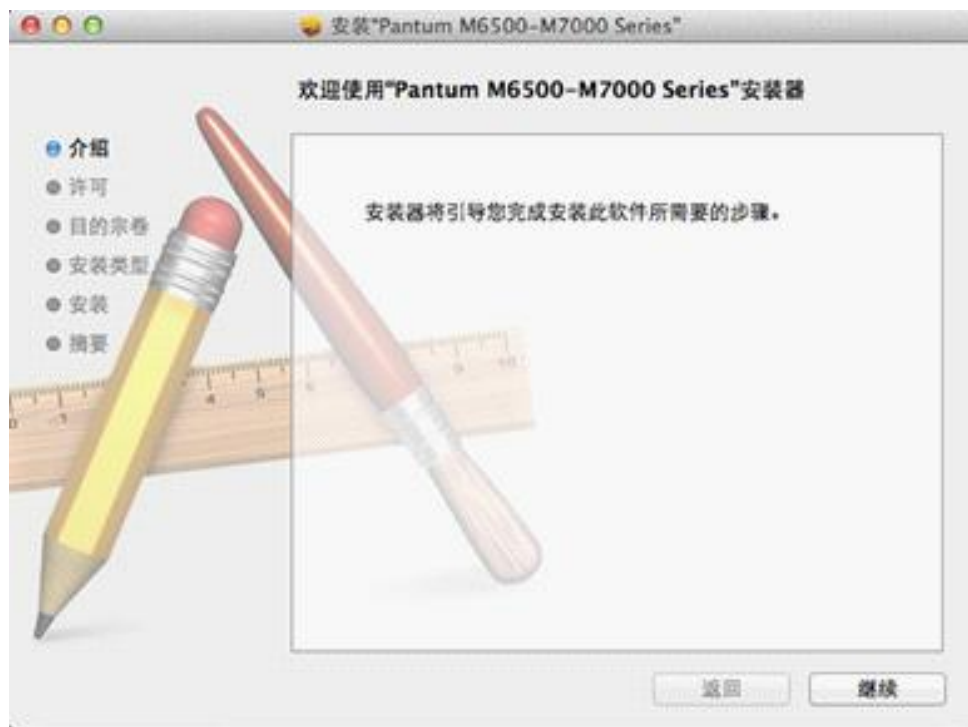 安装“Pantum M6500-M7000 Series”
欢迎使用“Pantum M6500-M7000 Series”安装器
介绍
许可
目的宗卷
安装类型
安装
摘要
安装器将引导您完成安装此软件所需要的步骤。
返回
继续